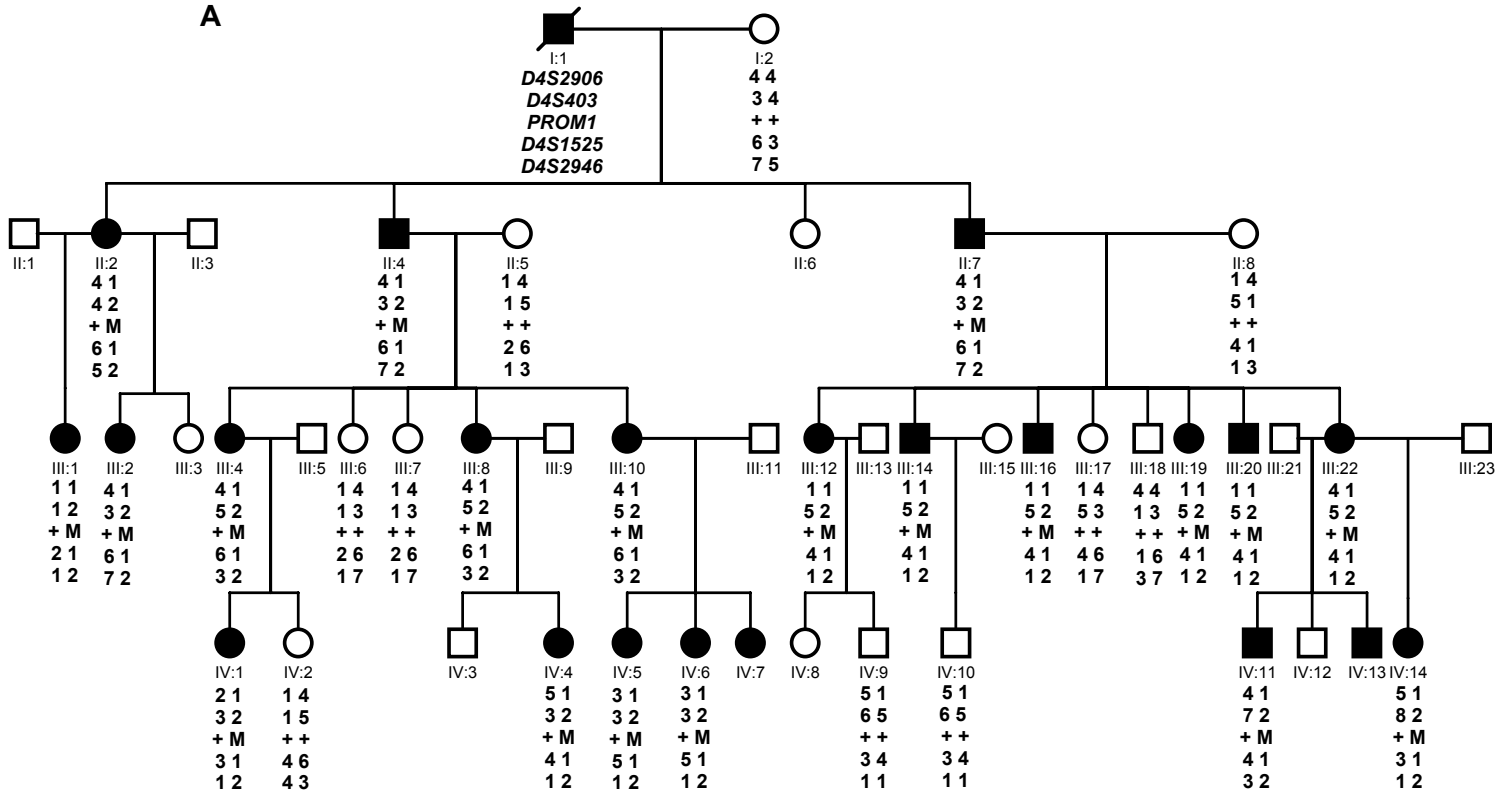 A
I:1
D4S2906
D4S403
PROM1
D4S1525
D4S2946
I:2
4 4
3 4
+ +
6 3
7 5
II:1
II:2
4 1
4 2
+ M
6 1
5 2
II:3
II:4
4 1
3 2
+ M
6 1
7 2
II:5
1 4
1 5
+ +
2 6
1 3
II:6
II:7
4 1
3 2
+ M
6 1
7 2
II:8
1 4
5 1
+ +
4 1
1 3
III:1
1 1
1 2
+ M
2 1
1 2
III:2
4 1
3 2
+ M
6 1
7 2
III:3
III:4
4 1
5 2
+ M
6 1
3 2
III:5
III:6
1 4
1 3
+ +
2 6
1 7
III:7
1 4
1 3
+ +
2 6
1 7
III:8
4 1
5 2
+ M
6 1
3 2
III:9
III:10
4 1
5 2
+ M
6 1
3 2
III:11
III:12
1 1
5 2
+ M
4 1
1 2
III:13
III:14
1 1
5 2
+ M
4 1
1 2
III:15
III:16
1 1
5 2
+ M
4 1
1 2
III:17
1 4
5 3
+ +
4 6
1 7
III:18
4 4
1 3
+ +
1 6
3 7
III:19
1 1
5 2
+ M
4 1
1 2
III:20
1 1
5 2
+ M
4 1
1 2
III:21
III:22
4 1
5 2
+ M
4 1
1 2
III:23
IV:1
2 1
3 2
+ M
3 1
1 2
IV:2
1 4
1 5
+ +
4 6
4 3
IV:3
IV:4
5 1
3 2
+ M
4 1
1 2
IV:5
3 1
3 2
+ M
5 1
1 2
IV:6
3 1
3 2
+ M
5 1
1 2
IV:7
IV:8
IV:9
5 1
6 5
+ +
3 4
1 1
IV:10
5 1
6 5
+ +
3 4
1 1
IV:11
4 1
7 2
+ M
4 1
3 2
IV:12
IV:13
IV:14
5 1
8 2
+ M
3 1
1 2